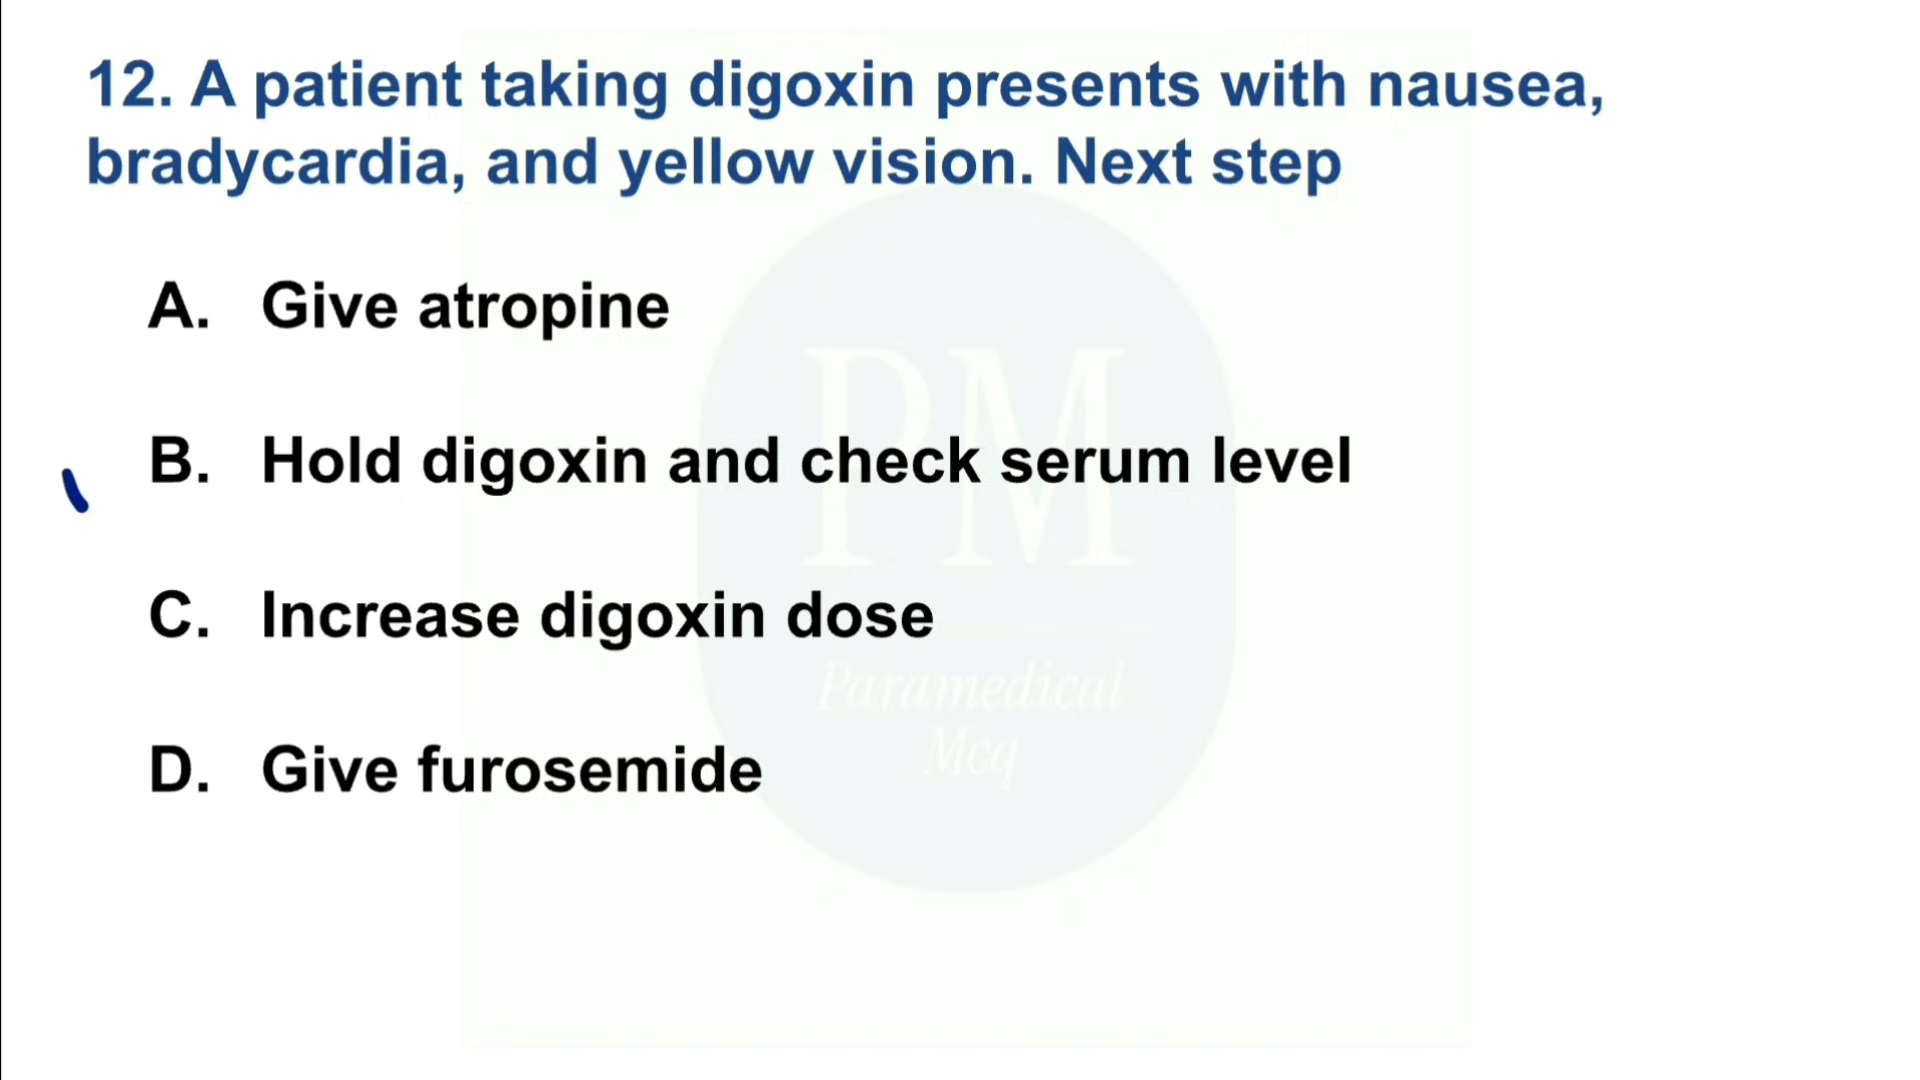 12. A patient taking digoxin presents with nausea,
bradycardia, and yellow vision. Next step
A. Give atropine
B. Hold digoxin and check serum level
C. Increase digoxin dose
D. Give furosemide
PM
Paramedical
Mcq